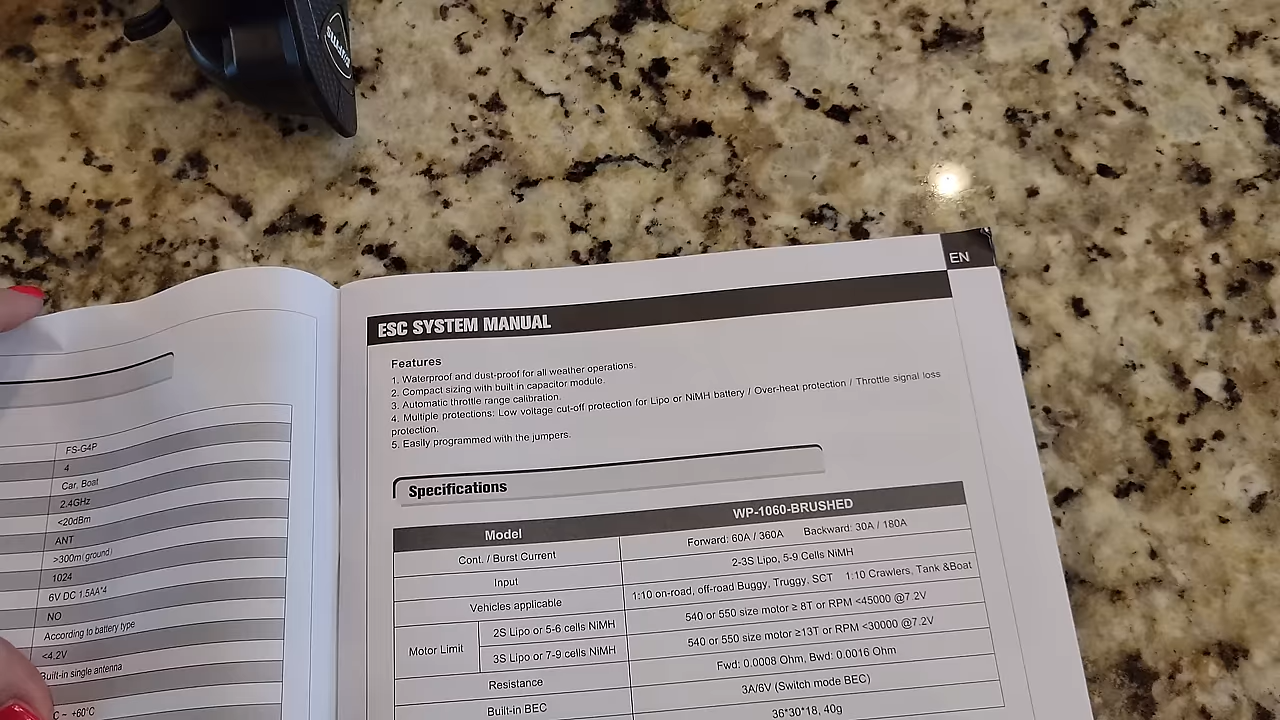 EN
ESC SYSTEM MANUAL
Features
1. Waterproof and dust-proof for all weather operations.
2. Compact sizing with built in capacitor module.
3. Automatic throttle range calibration.
4. Multiple protections: Low voltage cut-off protection for Lipo or NiMH battery / Over-heat protection / Throttle signal loss
protection.
5. Easily programmed with the jumpers.
Specifications
Model WP-1060-BRUSHED
Cont. / Burst Current Forward: 60A / 360A Backward: 30A / 180A
Input 2-3S Lipo, 5-9 Cells NiMH
Vehicles applicable 1:10 on-road, off-road Buggy, Truggy, SCT 1:10 Crawlers, Tank &Boat
Motor Limit
2S Lipo or 5-6 cells NiMH 540 or 550 size motor ≥ 8T or RPM <45000 @7.2V
3S Lipo or 7-9 cells NiMH 540 or 550 size motor ≥13T or RPM <30000 @7.2V
Resistance Fwd: 0.0008 Ohm, Bwd: 0.0016 Ohm
Built-in BEC 3A/6V (Switch mode BEC)
36*30*18, 40g
FS-G4P
4
Car, Boat
2.4GHz
<20dBm
ANT
>300m(ground)
1024
6V DC 1.5AA*4
NO
According to battery type
<4.2V
Built-in single antenna
C ~ +60°C